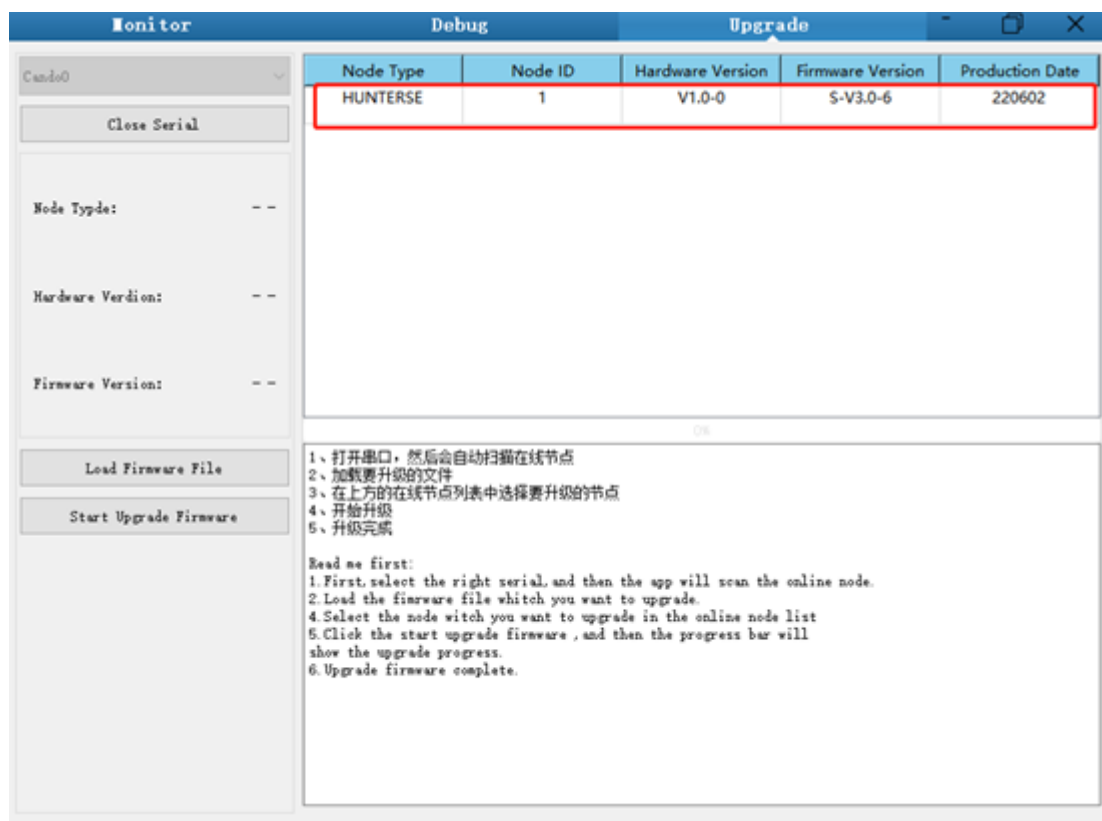 Monitor Debug Upgrade
Cando0
Close Serial
Node Typde: --
Hardware Verdion: --
Firmware Version: --
Load Firmware File
Start Upgrade Firmware
Node Type Node ID Hardware Version Firmware Version Production Date
HUNTERSE 1 V1.0-0 S-V3.0-6 220602
0%
1、打开串口，然后会自动扫描在线节点
2、加载要升级的文件
3、在上方的在线节点列表中选择要升级的节点
4、开始升级
5、升级完成
Read me first:
1.First,select the right serial,and then the app will scan the online node.
2.Load the fimrware file whitch you want to upgrade.
4.Select the node witch you want to upgrade in the online node list
5.Click the start upgrade firmware ,and then the progress bar will
show the upgrade progress.
6.Upgrade firmware complete.